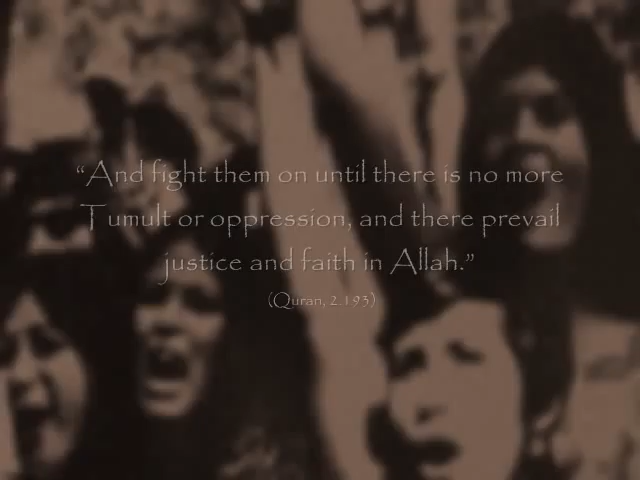 “And fight them on until there is no more
Tumult or oppression, and there prevail
justice and faith in Allah.”
(Quran, 2.193)